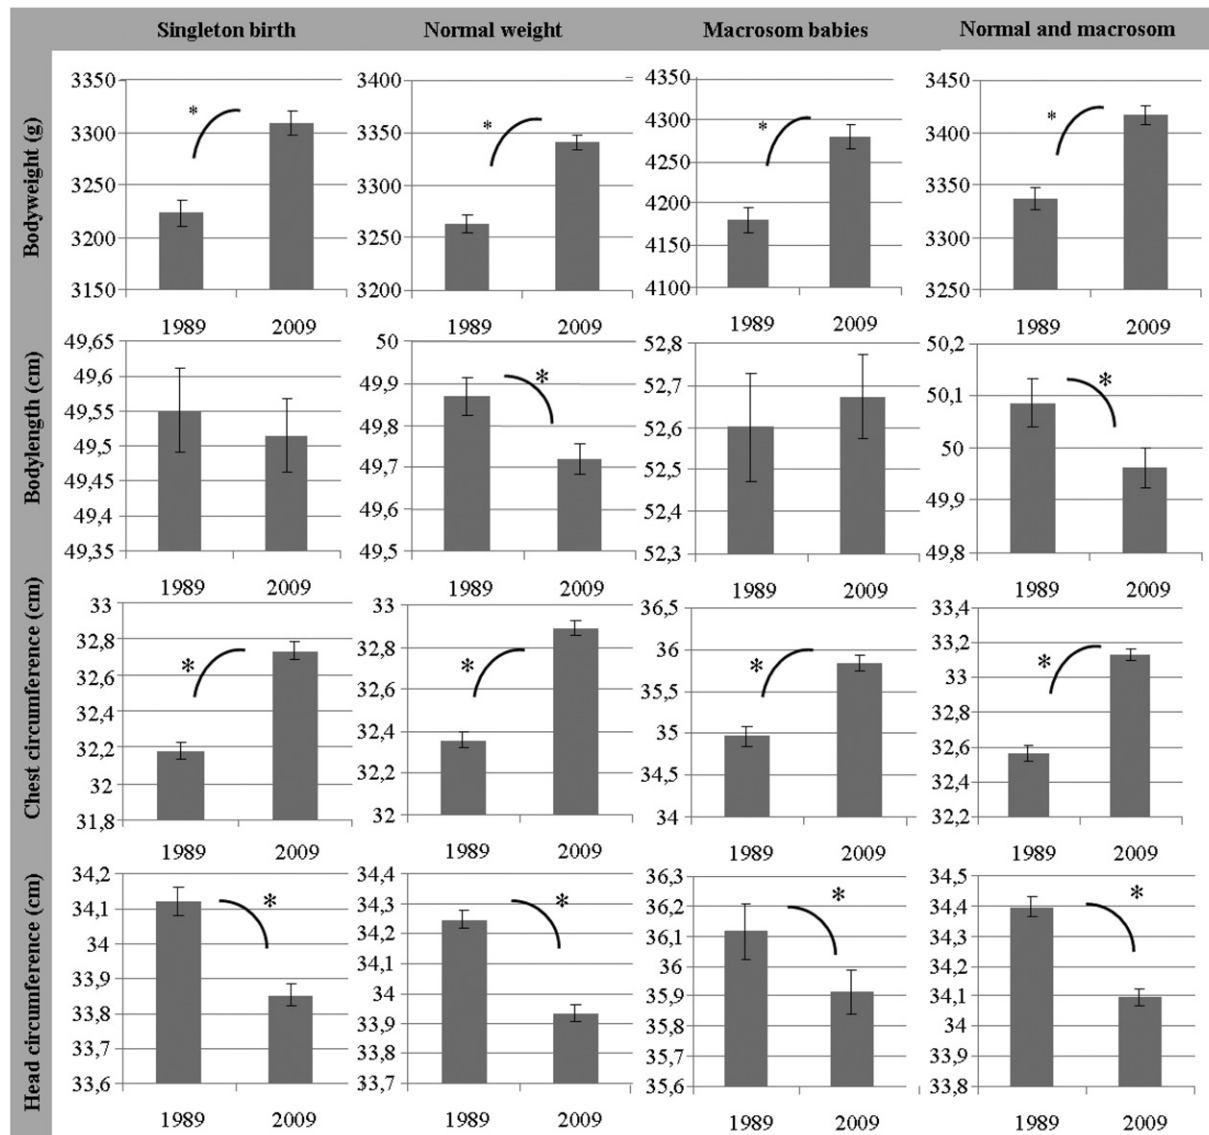 Singleton birth Normal weight Macrosom babies Normal and macrosom
Bodyweight (g)
3350 3400 4350 3450
* * * *
3300 3350 4300 3400
4250
3250 3300 3350
4200
3200 3250 3300
4150
3150 3200 4100 3250
1989 2009 1989 2009 1989 2009 1989 2009
Bodylength (cm)
49,65 50 52,8 50,2
49,6 49,9 * 52,7 50,1 *
49,55 49,8 52,6 50
49,5 49,7 52,5 49,9
49,45 49,6 52,4 49,8
49,4 49,5 52,3
49,35
1989 2009 1989 2009 1989 2009 1989 2009
Chest circumference (cm)
33 33 36,5 33,4
32,8 32,8 36 33,2
* * * *
32,6 32,6 35,5 33
32,4 32,4 35 32,8
32,2 32,2 34,5 32,6
32 32 34 32,4
31,8 32,2
1989 2009 1989 2009 1989 2009 1989 2009
Head circumference (cm)
34,2 34,4 36,3 34,5
* * * *
34,1 34,3 36,2 34,4
34 34,2 36,1 34,3
33,9 34,1 36 34,2
33,8 34 35,9 34,1
33,7 33,9 35,8 34
33,6 33,8 35,7 33,9
33,7 35,6 33,8
1989 2009 1989 2009 1989 2009 1989 2009